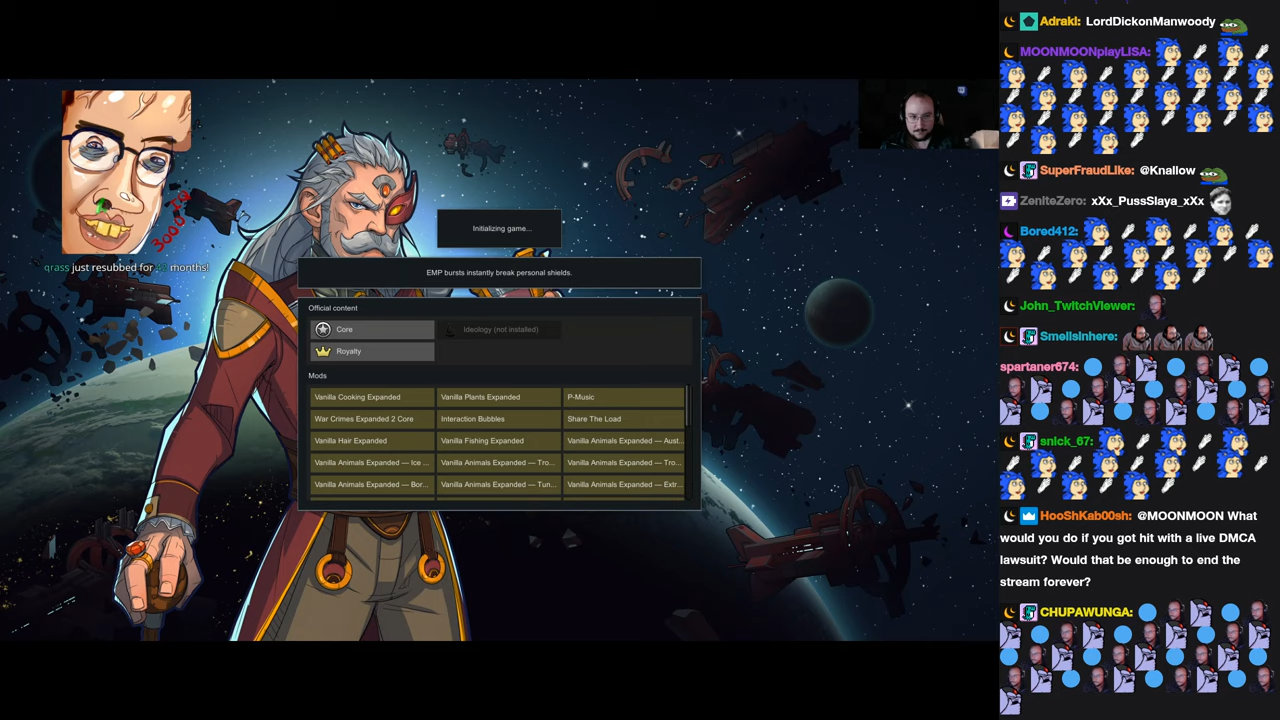 3000 IQ
qrass just resubbed for months!
Initializing game...
EMP bursts instantly break personal shields.
Official content
Core
Ideology (not installed)
Royalty
Mods
Vanilla Cooking Expanded
Vanilla Plants Expanded
P-Music
War Crimes Expanded 2 Core
Interaction Bubbles
Share The Load
Vanilla Hair Expanded
Vanilla Fishing Expanded
Vanilla Animals Expanded — Aust...
Vanilla Animals Expanded — Ice ...
Vanilla Animals Expanded — Tro...
Vanilla Animals Expanded — Tro...
Vanilla Animals Expanded — Bor...
Vanilla Animals Expanded — Tun...
Vanilla Animals Expanded — Extr...
Adrakl: LordDickonManwoody
MOONMOONplayLISA:
SuperFraudLike: @Knallow
ZeniteZero: xXx_PussSlaya_xXx
Bored412:
John_TwitchViewer:
SmellsInhere:
spartaner674:
snick_67:
HooShKab00sh: @MOONMOON What
would you do if you got hit with a live DMCA
lawsuit? Would that be enough to end the
stream forever?
CHUPAWUNGA: